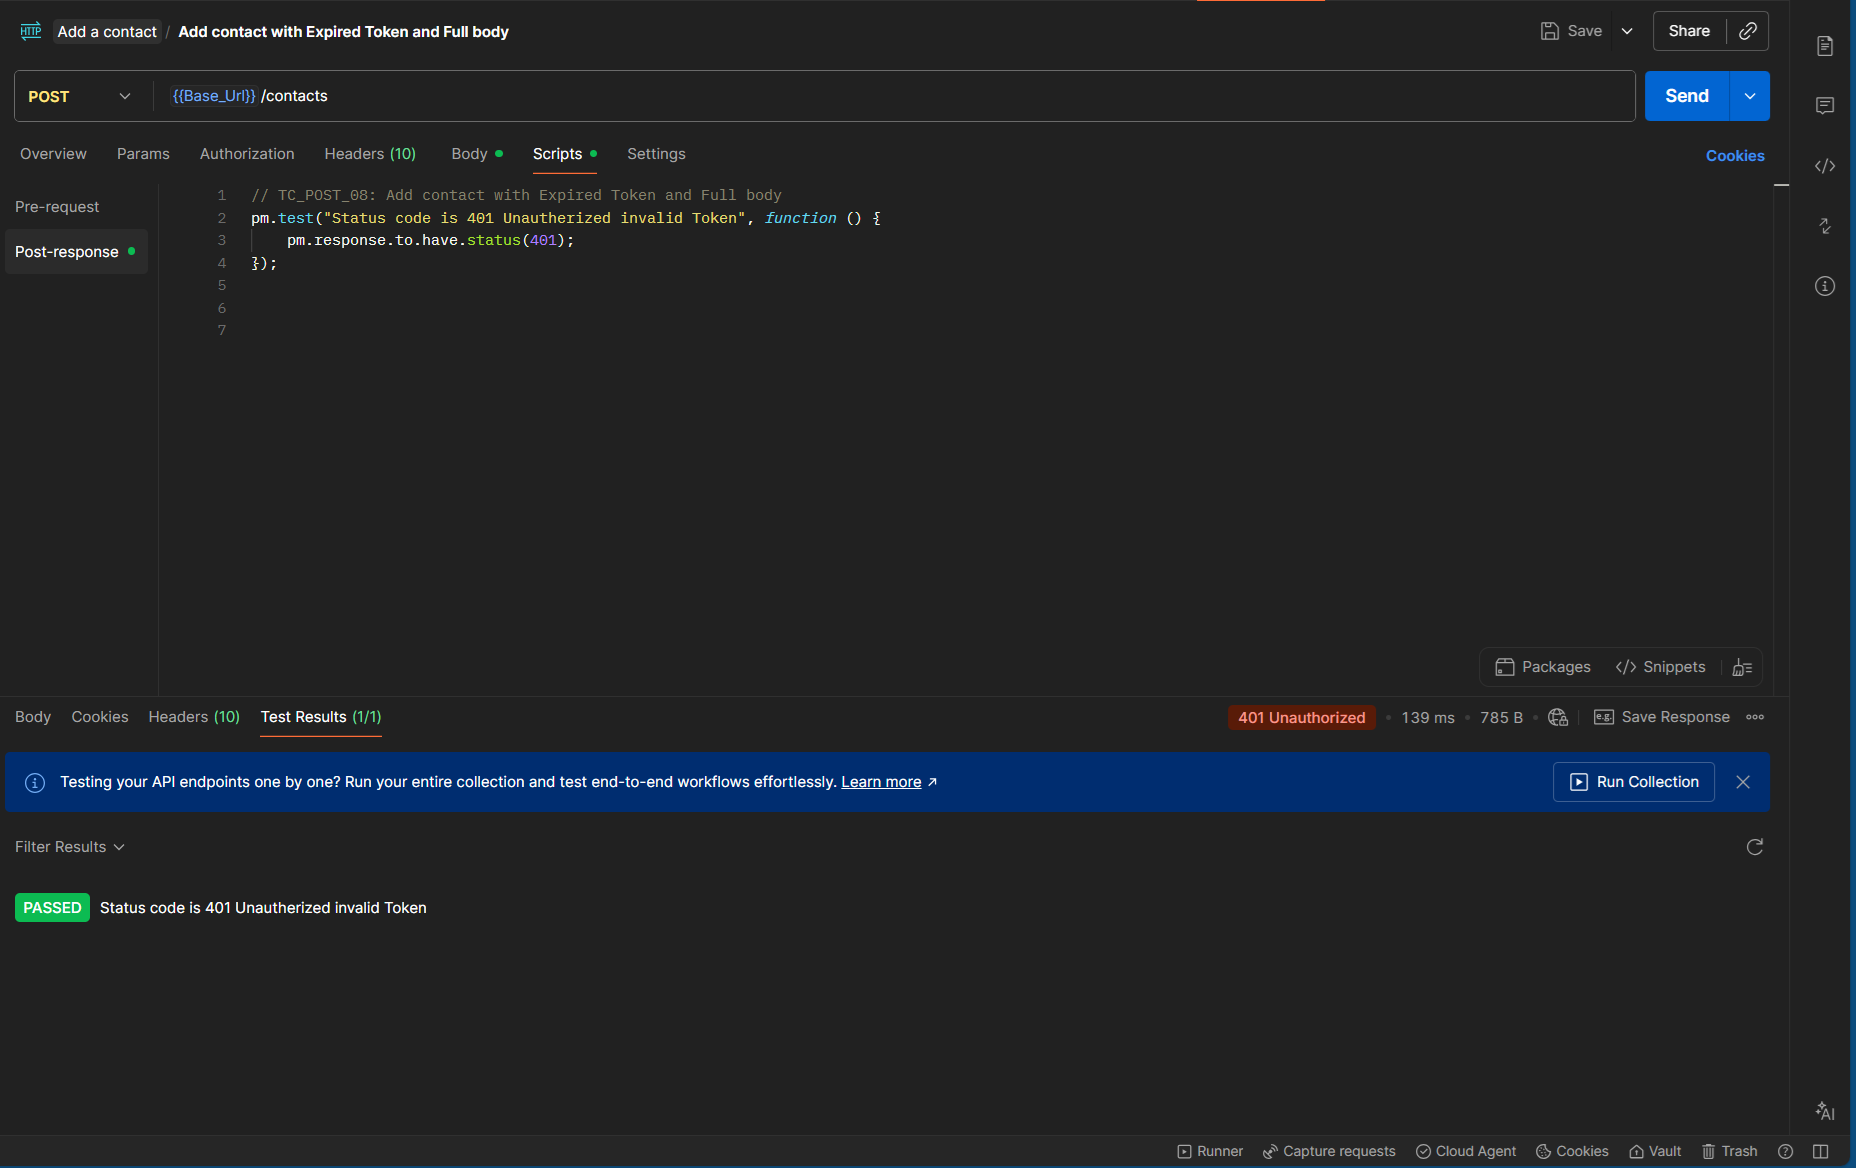 HTTP Add a contact / Add contact with Expired Token and Full body Save Share
POST {{Base_Url}} /contacts Send
Overview Params Authorization Headers (10) Body Scripts Settings Cookies
Pre-request
Post-response
1 // TC_POST_08: Add contact with Expired Token and Full body
2 pm.test("Status code is 401 Unautherized invalid Token", function () {
3 pm.response.to.have.status(401);
4 });
5
6
7
Packages </> Snippets
Body Cookies Headers (10) Test Results (1/1) 401 Unauthorized • 139 ms • 785 B • e.g. Save Response
Testing your API endpoints one by one? Run your entire collection and test end-to-end workflows effortlessly. Learn more ↗ Run Collection
Filter Results
PASSED Status code is 401 Unautherized invalid Token
AI
Runner Capture requests Cloud Agent Cookies Vault Trash